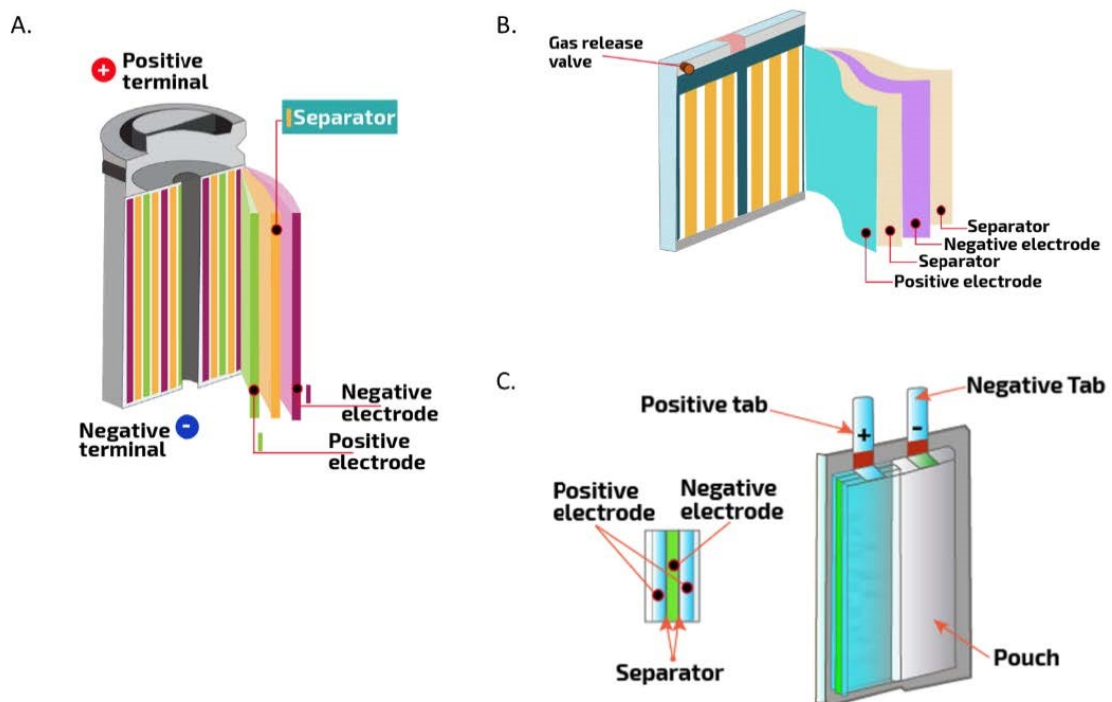 A.
+ Positive
terminal
Separator
Negative
electrode
Negative -
terminal
Positive
electrode
B.
Gas release
valve
Separator
Negative electrode
Separator
Positive electrode
C.
Negative Tab
Positive tab
+ -
Positive
electrode
Negative
electrode
Separator
Pouch